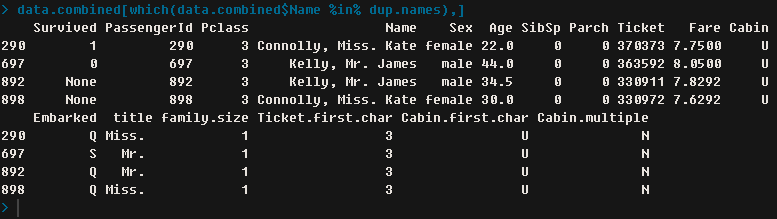 > data.combined[which(data.combined$Name %in% dup.names),]
Survived PassengerId Pclass Name Sex Age SibSp Parch Ticket Fare Cabin
290 1 290 3 Connolly, Miss. Kate female 22.0 0 0 370373 7.7500 U
697 0 697 3 Kelly, Mr. James male 44.0 0 0 363592 8.0500 U
892 None 892 3 Kelly, Mr. James male 34.5 0 0 330911 7.8292 U
898 None 898 3 Connolly, Miss. Kate female 30.0 0 0 330972 7.6292 U
Embarked title family.size Ticket.first.char Cabin.first.char Cabin.multiple
290 Q Miss. 1 3 U N
697 S Mr. 1 3 U N
892 Q Mr. 1 3 U N
898 Q Miss. 1 3 U N
>